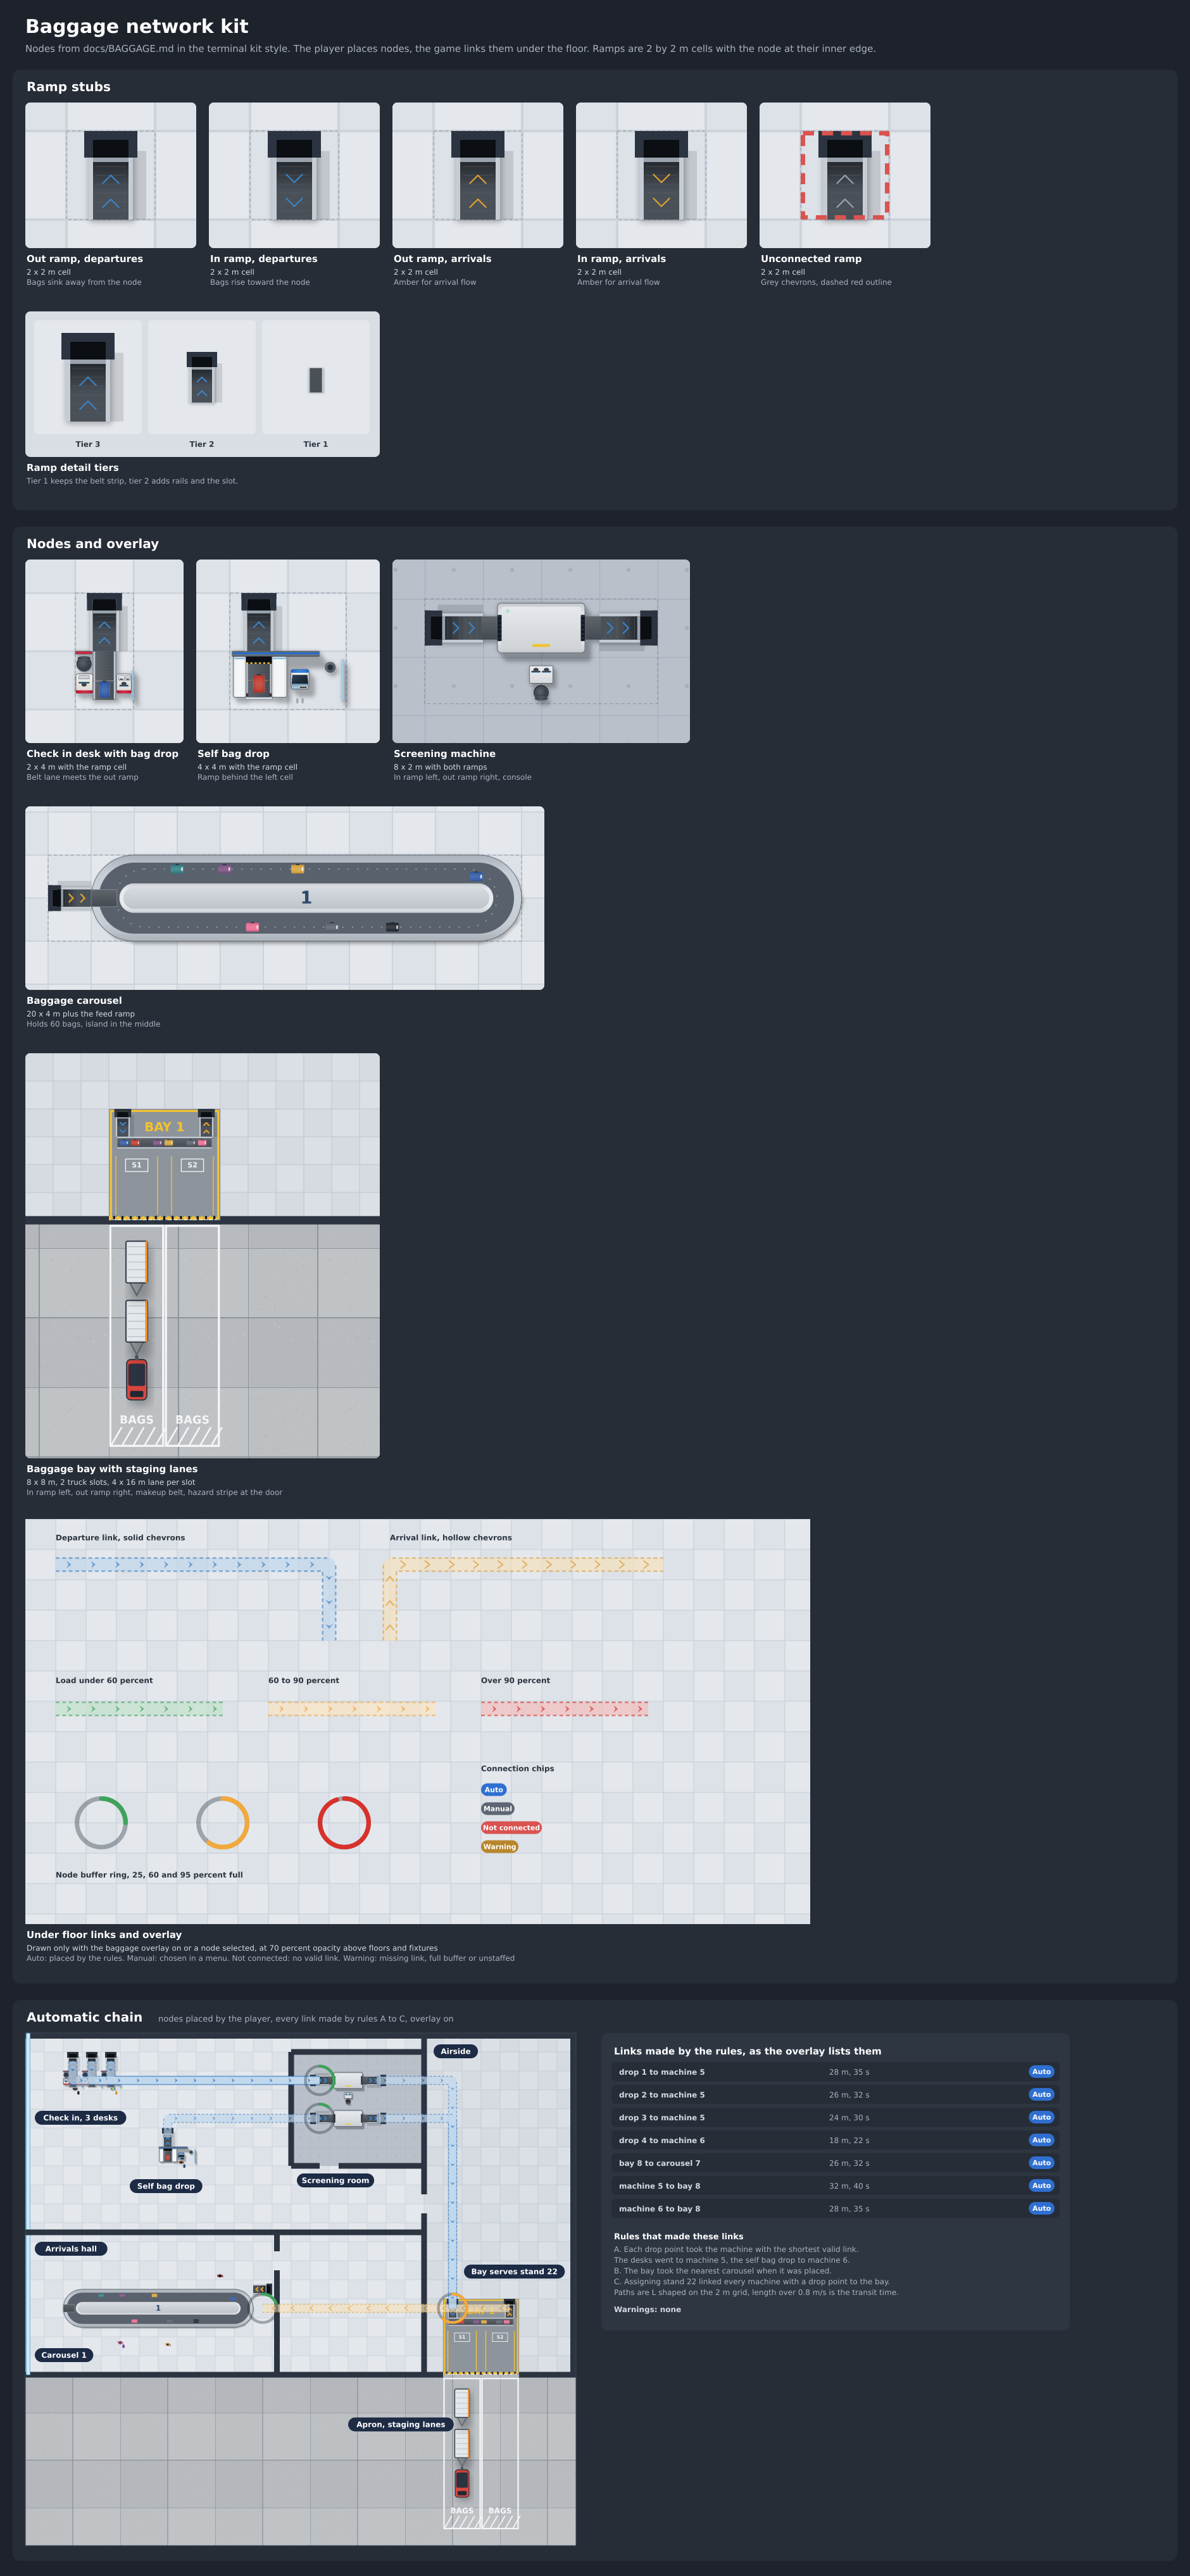 Baggage network kit
Nodes from docs/BAGGAGE.md in the terminal kit style. The player places nodes, the game links them under the floor. Ramps are 2 by 2 m cells with the node at their inner edge.
Ramp stubs
Out ramp, departures
2 x 2 m cell
Bags sink away from the node
In ramp, departures
2 x 2 m cell
Bags rise toward the node
Out ramp, arrivals
2 x 2 m cell
Amber for arrival flow
In ramp, arrivals
2 x 2 m cell
Amber for arrival flow
Unconnected ramp
2 x 2 m cell
Grey chevrons, dashed red outline
Tier 3
Tier 2
Tier 1
Ramp detail tiers
Tier 1 keeps the belt strip, tier 2 adds rails and the slot.
Nodes and overlay
Check in desk with bag drop
2 x 4 m with the ramp cell
Belt lane meets the out ramp
Self bag drop
4 x 4 m with the ramp cell
Ramp behind the left cell
Screening machine
8 x 2 m with both ramps
In ramp left, out ramp right, console
1
Baggage carousel
20 x 4 m plus the feed ramp
Holds 60 bags, island in the middle
BAY 1
S1
S2
BAGS
BAGS
Baggage bay with staging lanes
8 x 8 m, 2 truck slots, 4 x 16 m lane per slot
In ramp left, out ramp right, makeup belt, hazard stripe at the door
Departure link, solid chevrons
Arrival link, hollow chevrons
Load under 60 percent
60 to 90 percent
Over 90 percent
Connection chips
Auto
Manual
Not connected
Warning
Node buffer ring, 25, 60 and 95 percent full
Under floor links and overlay
Drawn only with the baggage overlay on or a node selected, at 70 percent opacity above floors and fixtures
Auto: placed by the rules. Manual: chosen in a menu. Not connected: no valid link. Warning: missing link, full buffer or unstaffed
Automatic chain
nodes placed by the player, every link made by rules A to C, overlay on
Airside
Check in, 3 desks
Self bag drop
Screening room
Arrivals hall
Bay serves stand 22
1
S1
S2
Carousel 1
Apron, staging lanes
BAGS
BAGS
Links made by the rules, as the overlay lists them
drop 1 to machine 5 28 m, 35 s Auto
drop 2 to machine 5 26 m, 32 s Auto
drop 3 to machine 5 24 m, 30 s Auto
drop 4 to machine 6 18 m, 22 s Auto
bay 8 to carousel 7 26 m, 32 s Auto
machine 5 to bay 8 32 m, 40 s Auto
machine 6 to bay 8 28 m, 35 s Auto
Rules that made these links
A. Each drop point took the machine with the shortest valid link.
The desks went to machine 5, the self bag drop to machine 6.
B. The bay took the nearest carousel when it was placed.
C. Assigning stand 22 linked every machine with a drop point to the bay.
Paths are L shaped on the 2 m grid, length over 0.8 m/s is the transit time.
Warnings: none